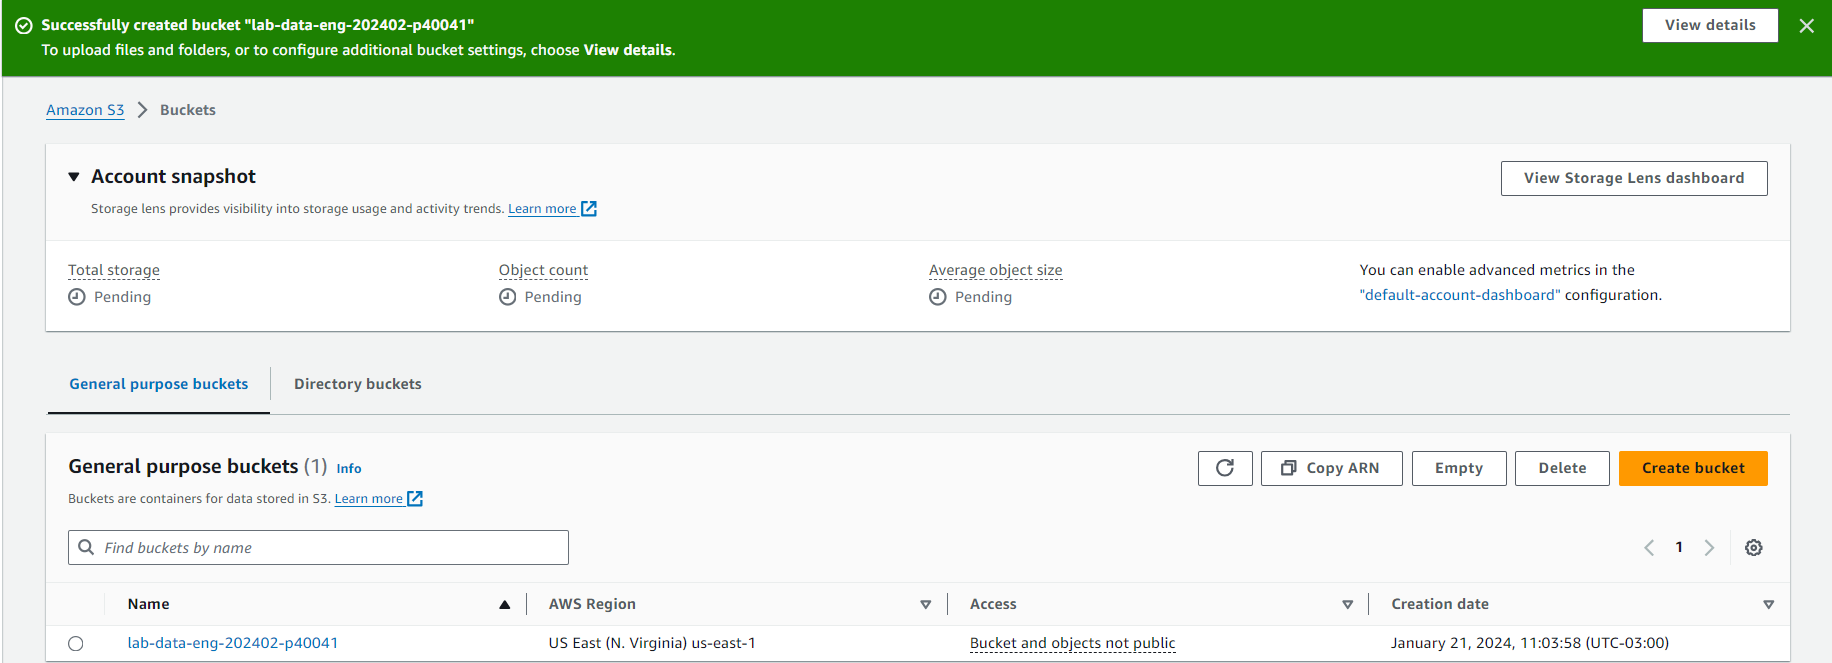 Successfully created bucket "lab-data-eng-202402-p40041"
To upload files and folders, or to configure additional bucket settings, choose View details.
View details
Amazon S3 Buckets
Account snapshot
View Storage Lens dashboard
Storage lens provides visibility into storage usage and activity trends. Learn more
Total storage
Pending
Object count
Pending
Average object size
Pending
You can enable advanced metrics in the
"default-account-dashboard" configuration.
General purpose buckets
Directory buckets
General purpose buckets (1) Info
Buckets are containers for data stored in S3. Learn more
Copy ARN
Empty
Delete
Create bucket
Find buckets by name
1
Name AWS Region Access Creation date
lab-data-eng-202402-p40041 US East (N. Virginia) us-east-1 Bucket and objects not public January 21, 2024, 11:03:58 (UTC-03:00)